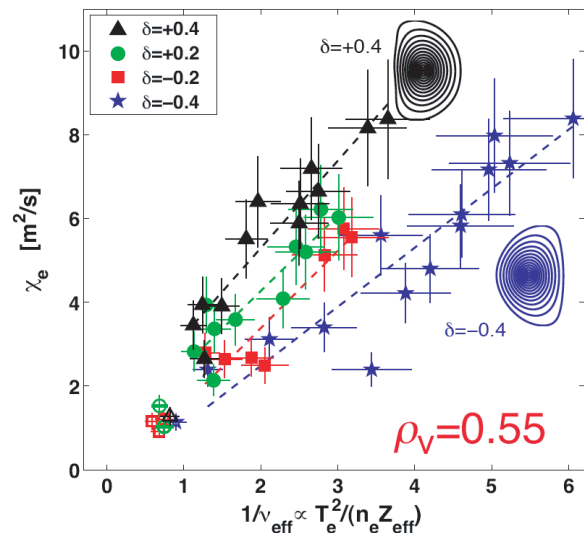 10
8
6
4
2
0
χe [m²/s]
δ=+0.4
δ=+0.2
δ=-0.2
δ=-0.4
δ=+0.4
δ=-0.4
ρV=0.55
0 1 2 3 4 5 6
1/νeff ∝ Te²/(neZeff)